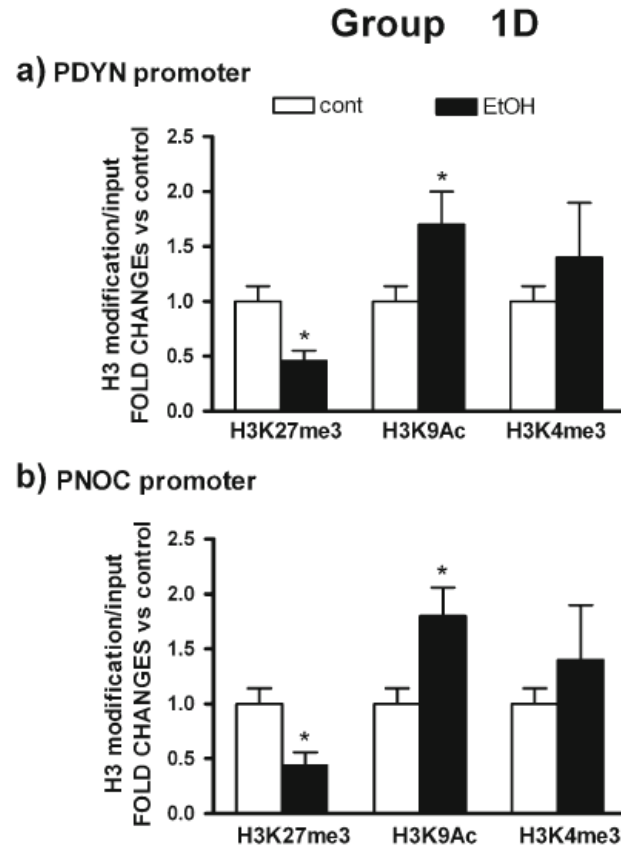 Group 1D
a) PDYN promoter
cont EtOH
H3 modification/input
FOLD CHANGEs vs control
2.5
2.0
1.5
1.0
0.5
0.0
*
*
H3K27me3 H3K9Ac H3K4me3
b) PNOC promoter
H3 modification/input
FOLD CHANGES vs control
2.5
2.0
1.5
1.0
0.5
0.0
*
*
H3K27me3 H3K9Ac H3K4me3